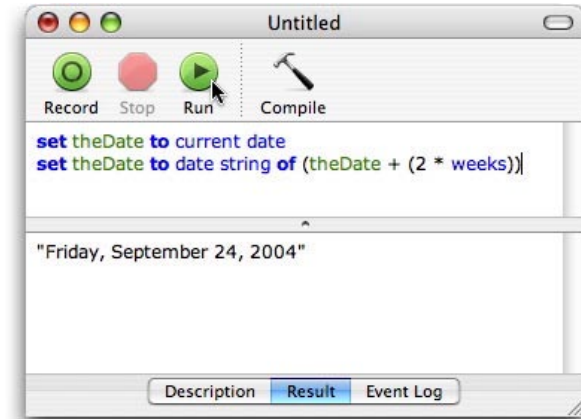 Untitled
Record Stop Run Compile
set theDate to current date
set theDate to date string of (theDate + (2 * weeks))
"Friday, September 24, 2004"
Description Result Event Log